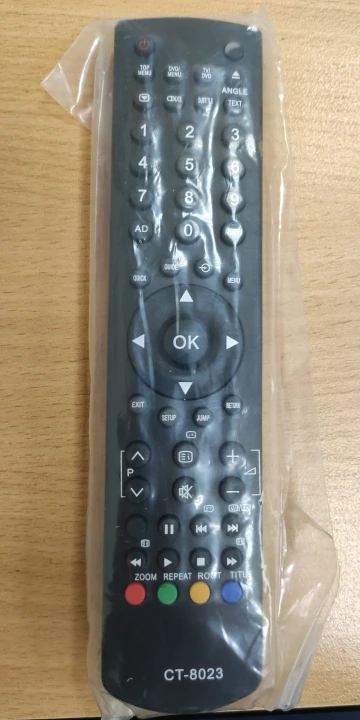 TOP MENU
DVD/ MENU
TV/ DVD
ANGLE
SUBTITLE
TEXT
1 2 3
4 5 6
7 8 9
AD 0
QUICK GUIDE MENU
OK
EXIT SETUP JUMP RETURN
P
ZOOM REPEAT ROOT TITLE
CT-8023